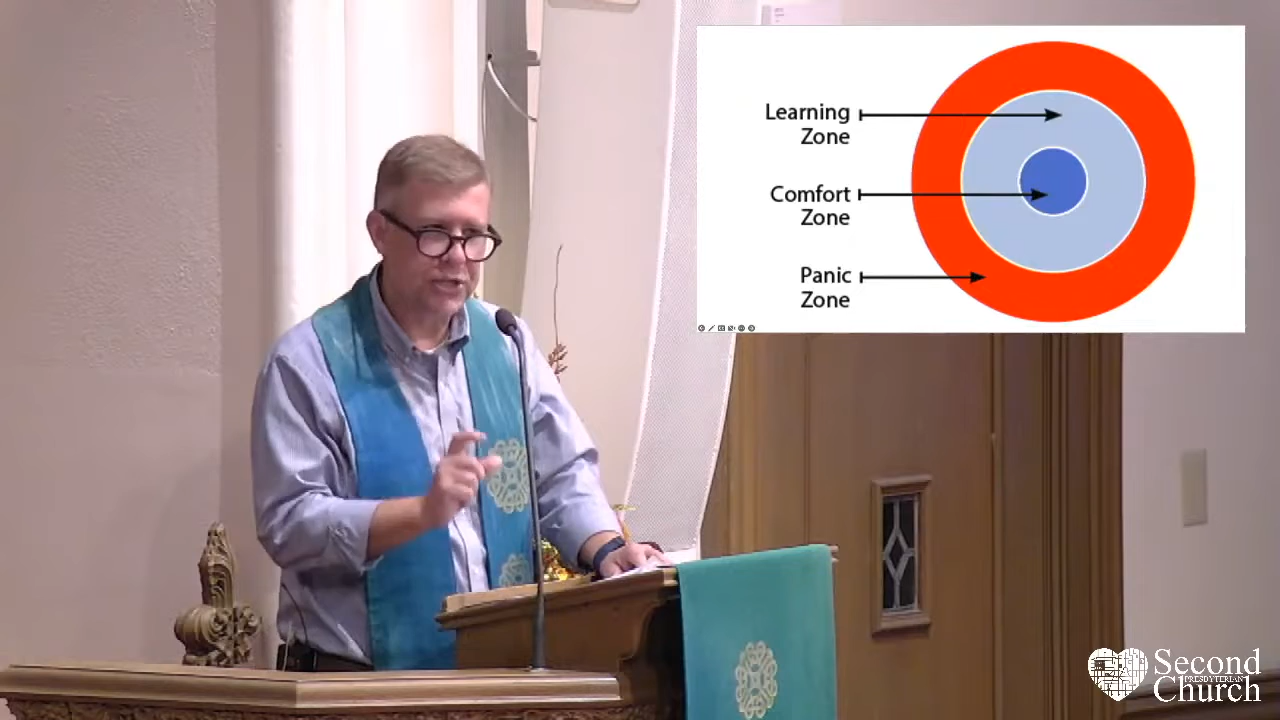 Learning
Zone
Comfort
Zone
Panic
Zone
Second
PRESBYTERIAN
Church